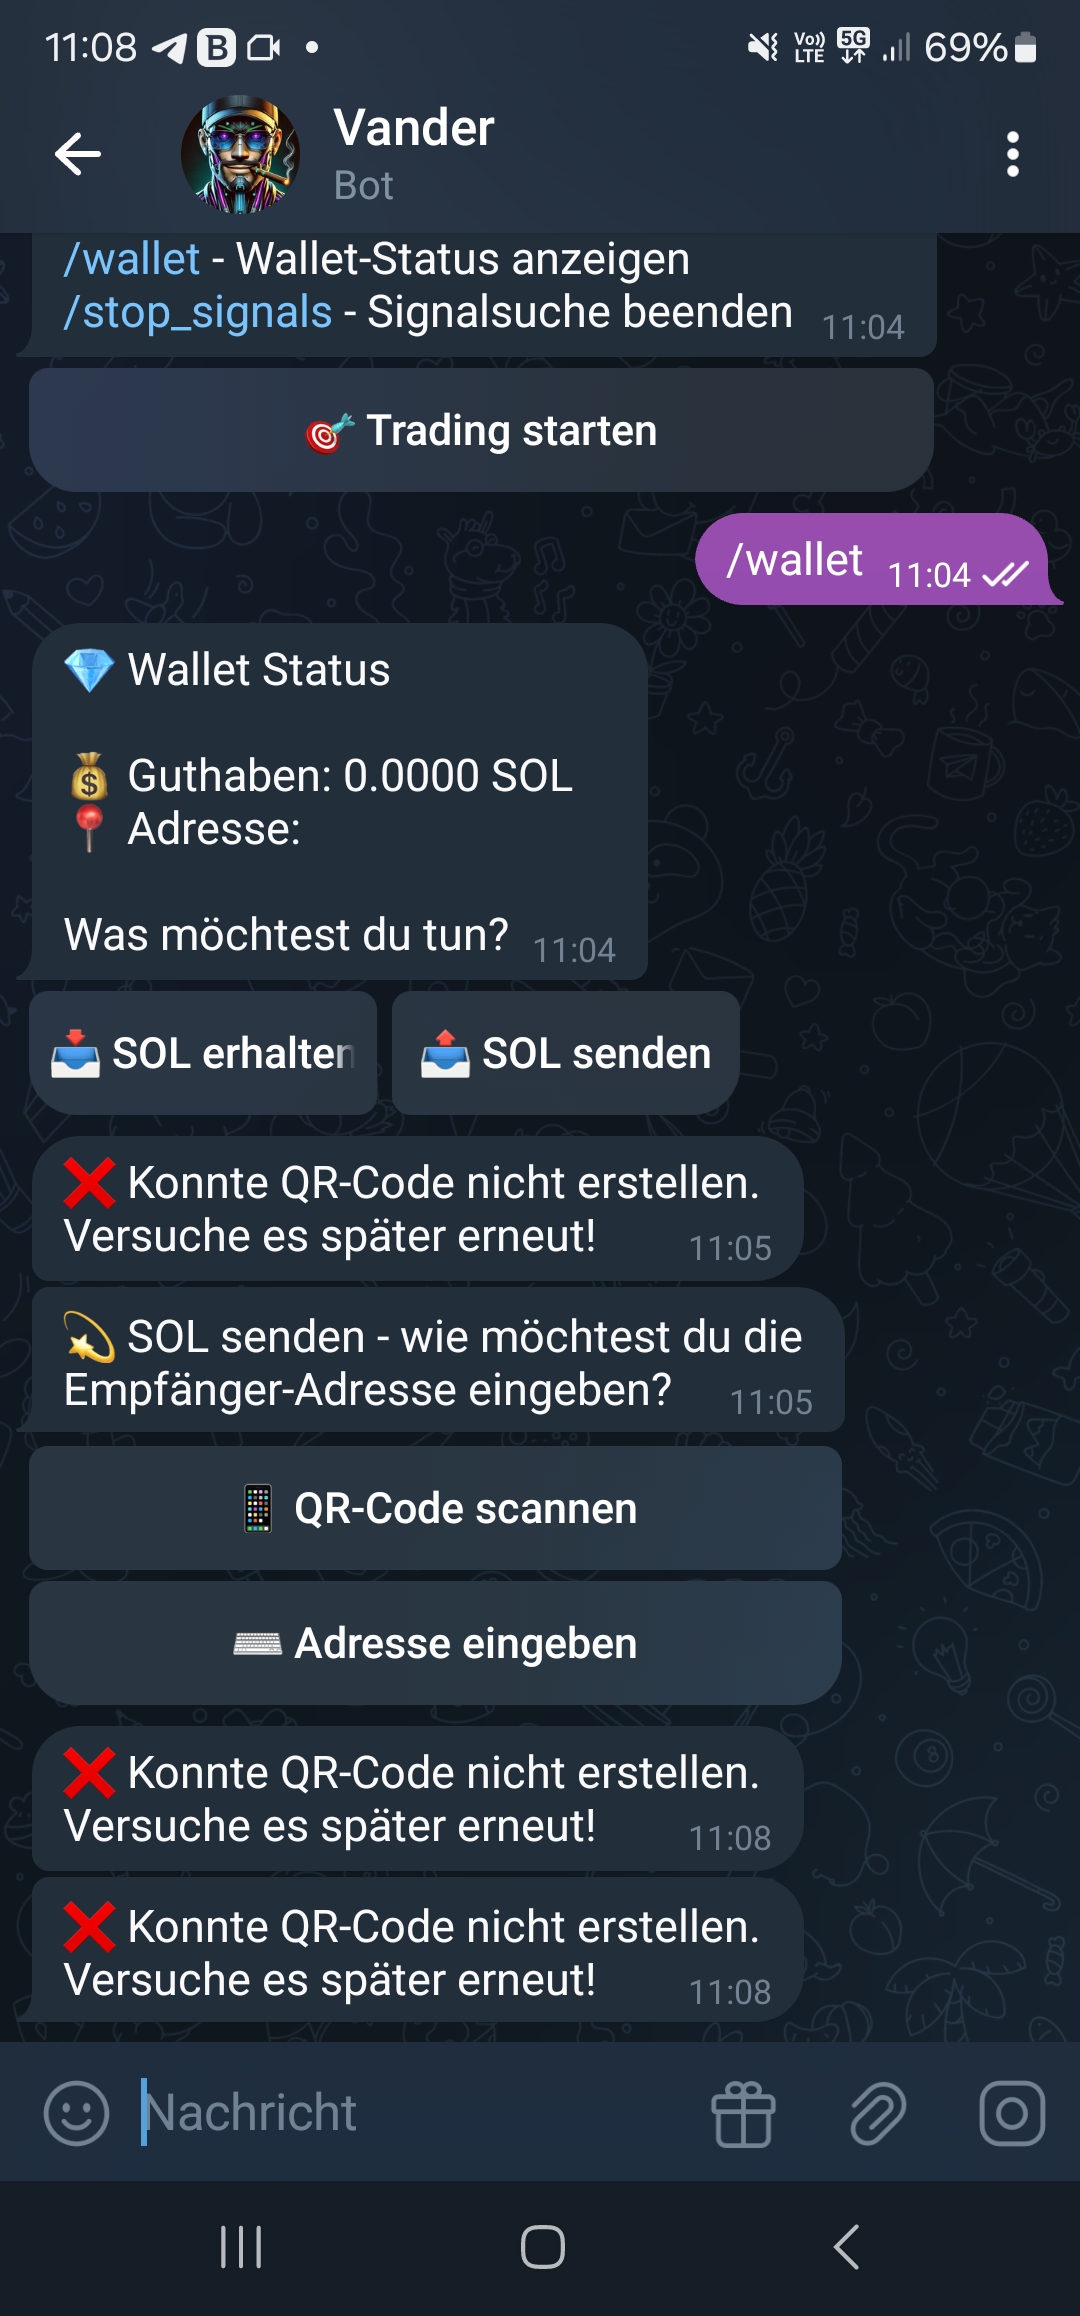 11:08 B Vo)) LTE 5G 69%
Vander
Bot
/wallet - Wallet-Status anzeigen
/stop_signals - Signalsuche beenden 11:04
🎯 Trading starten
/wallet 11:04
💎 Wallet Status
💰 Guthaben: 0.0000 SOL
📍 Adresse:
Was möchtest du tun? 11:04
📥 SOL erhalten 📤 SOL senden
❌ Konnte QR-Code nicht erstellen.
Versuche es später erneut! 11:05
💫 SOL senden - wie möchtest du die
Empfänger-Adresse eingeben? 11:05
📱 QR-Code scannen
⌨️ Adresse eingeben
❌ Konnte QR-Code nicht erstellen.
Versuche es später erneut! 11:08
❌ Konnte QR-Code nicht erstellen.
Versuche es später erneut! 11:08
Nachricht